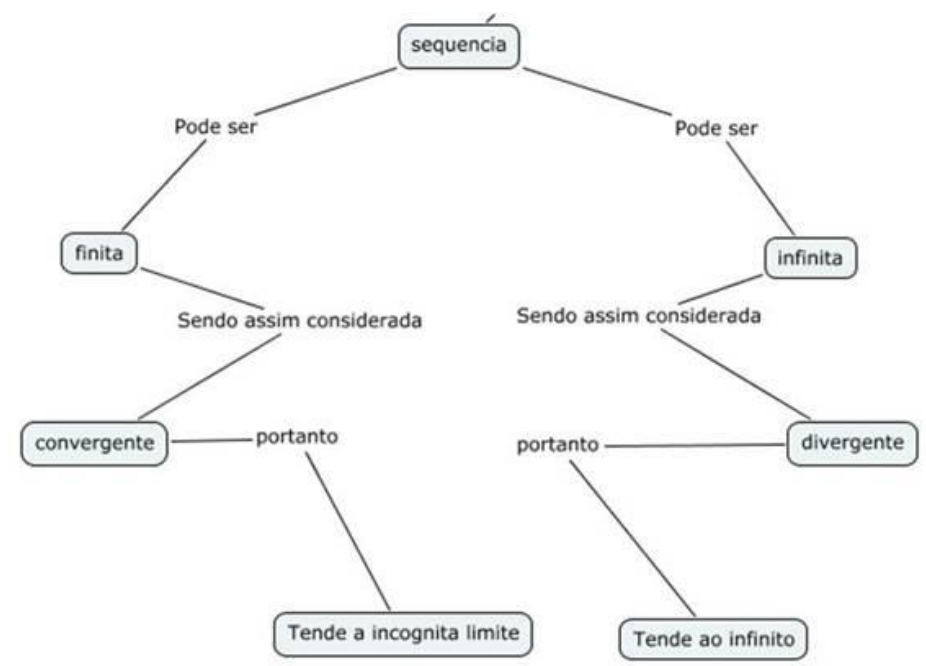 sequencia
Pode ser
Pode ser
finita
infinita
Sendo assim considerada
Sendo assim considerada
convergente
portanto
portanto
divergente
Tende a incognita limite
Tende ao infinito